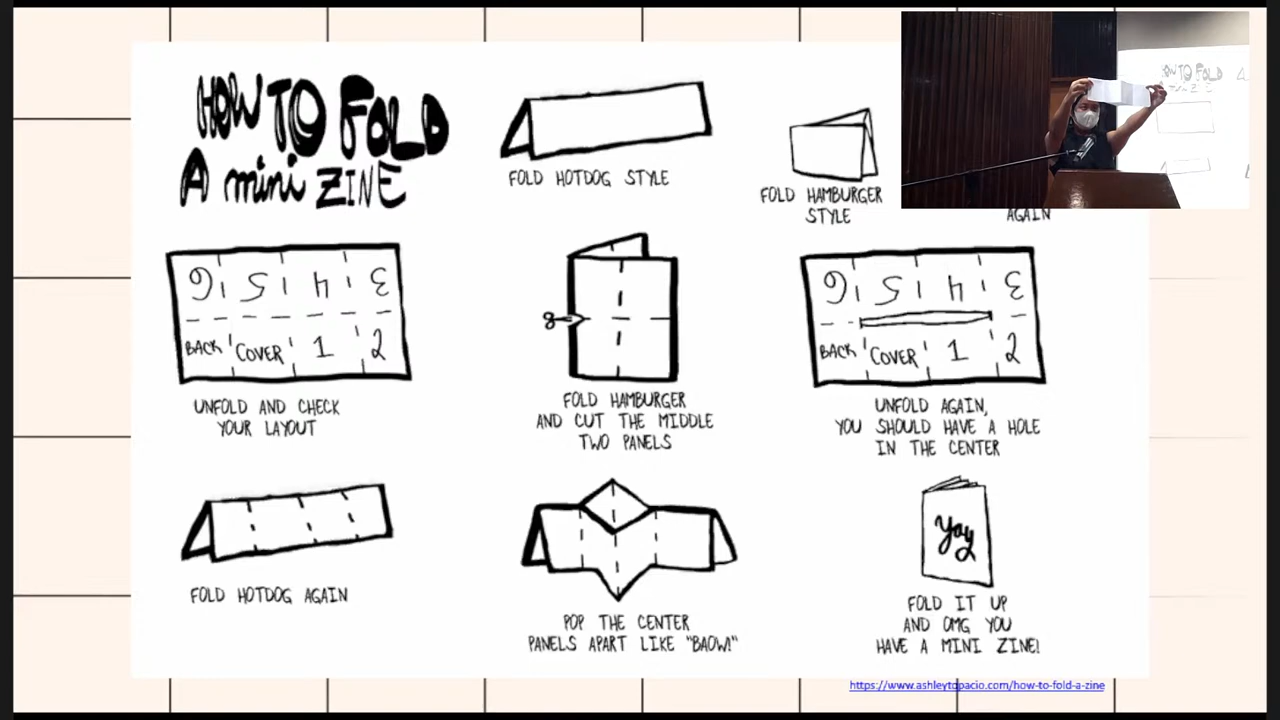 HOW TO FOLD
A mini ZINE
FOLD HOTDOG STYLE
FOLD HAMBURGER
STYLE
AGAIN
6 5 4 3
BACK COVER 1 2
UNFOLD AND CHECK
YOUR LAYOUT
8
FOLD HAMBURGER
AND CUT THE MIDDLE
TWO PANELS
6 5 4 3
BACK COVER 1 2
UNFOLD AGAIN,
YOU SHOULD HAVE A HOLE
IN THE CENTER
FOLD HOTDOG AGAIN
POP THE CENTER
PANELS APART LIKE "BAOW!"
Yay
FOLD IT UP
AND OMG YOU
HAVE A MINI ZINE!
https://www.ashleytopacio.com/how-to-fold-a-zine
HOW TO FOLD